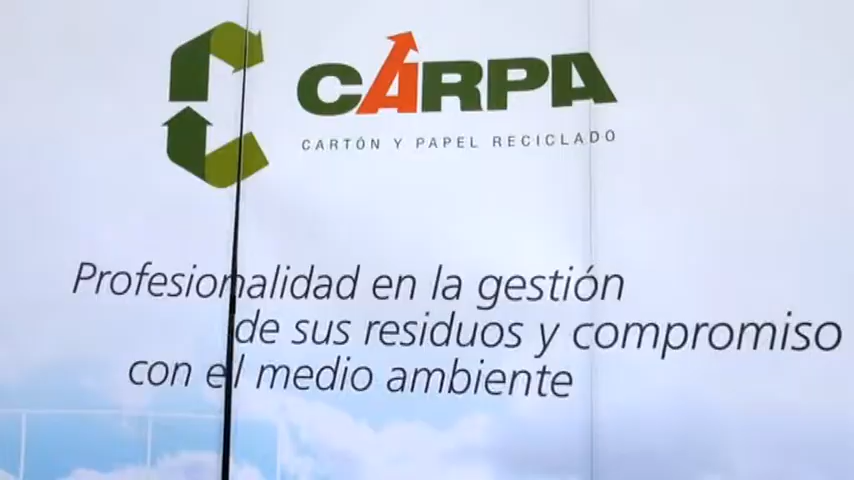 CARPA
CARTÓN Y PAPEL RECICLADO
Profesionalidad en la gestión
de sus residuos y compromiso
con el medio ambiente